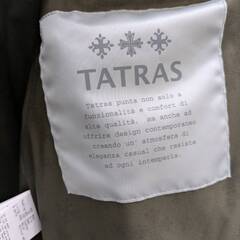 TATRAS
Tatras punta non solo a
funzionalità e comfort di
alta qualità, ma anche ad
offrire design contemporaneo
creando un' atmosfera di
eleganza casual che resiste
ad ogni intemperia.